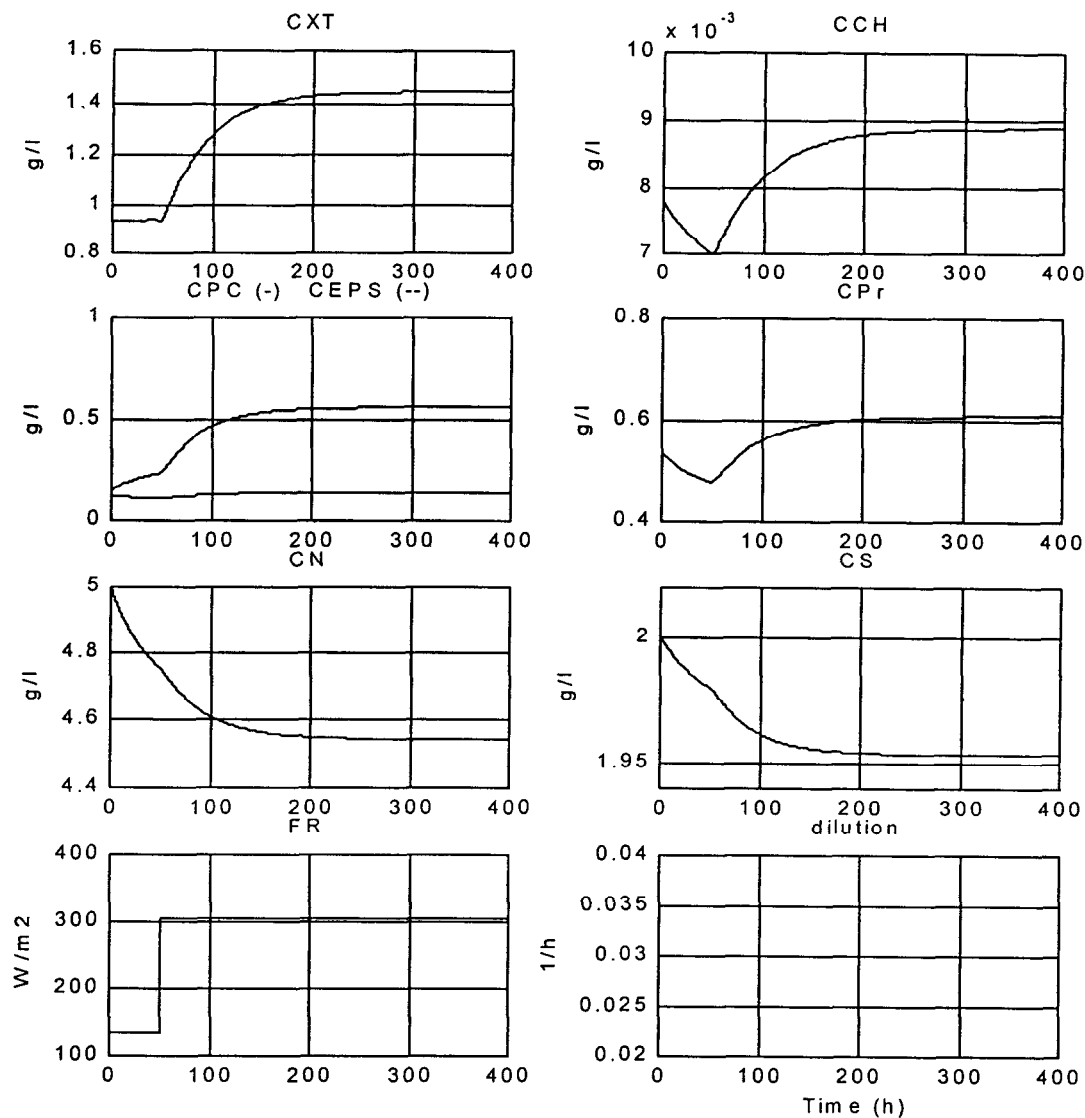 CXT
1.6
1.4
1.2
1
0.8
g/l
0 100 200 300 400
CCH
x 10^-3
10
9
8
7
g/l
0 100 200 300 400
CPC (-) CEPS (--)
1
0.5
0
g/l
0 100 200 300 400
CPr
0.8
0.6
0.4
g/l
0 100 200 300 400
CN
5
4.8
4.6
4.4
g/l
0 100 200 300 400
CS
2
1.95
g/l
0 100 200 300 400
FR
400
300
200
100
W/m2
0 100 200 300 400
dilution
0.04
0.035
0.03
0.025
0.02
1/h
0 100 200 300 400
Time (h)